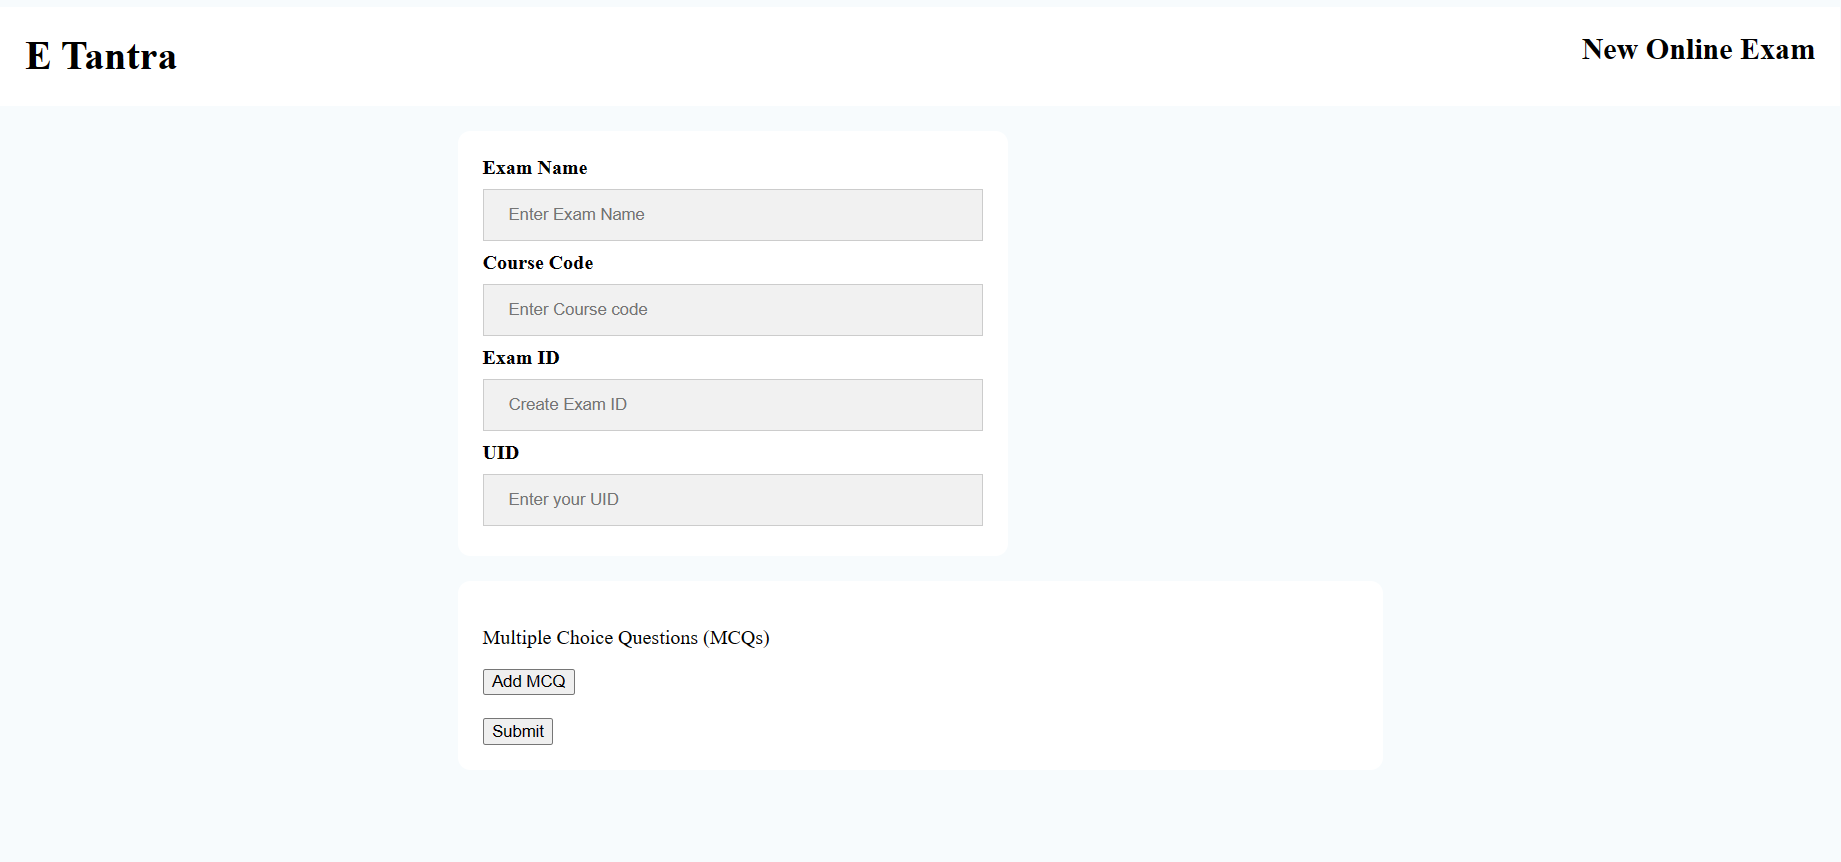 E Tantra
New Online Exam
Exam Name
Enter Exam Name
Course Code
Enter Course code
Exam ID
Create Exam ID
UID
Enter your UID
Multiple Choice Questions (MCQs)
Add MCQ
Submit